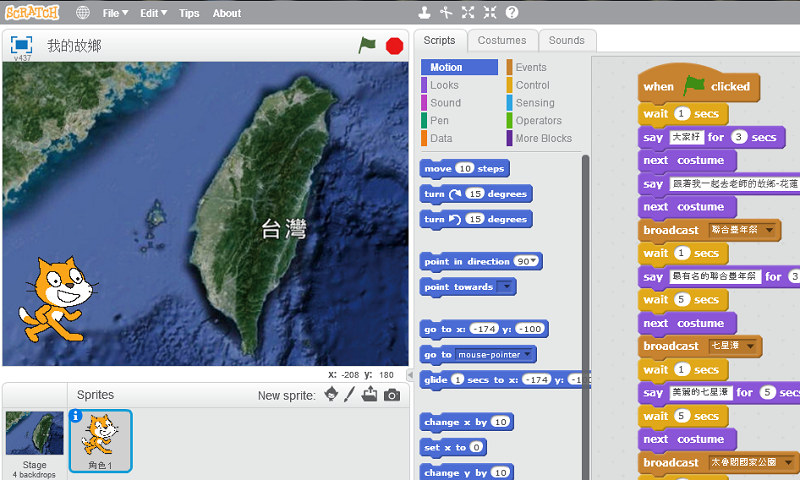 SCRATCH File Edit Tips About
v437 我的故鄉
台灣
x: -208 y: 180
Sprites New sprite:
Stage
4 backdrops
角色1
Scripts Costumes Sounds
Motion Events
Looks Control
Sound Sensing
Pen Operators
Data More Blocks
move 10 steps
turn 15 degrees
turn 15 degrees
point in direction 90
point towards
go to x: -174 y: -100
go to mouse-pointer
glide 1 secs to x: -174 y:
change x by 10
set x to 0
change y by 10
when clicked
wait 1 secs
say 大家好 for 3 secs
next costume
say 跟著我一起去老師的故鄉-花蓮
next costume
broadcast 聯合豐年祭
wait 1 secs
say 最有名的聯合豐年祭 for 3
wait 5 secs
next costume
broadcast 七星潭
wait 1 secs
say 美麗的七星潭 for 5 secs
wait 5 secs
next costume
broadcast 太魯閣國家公園